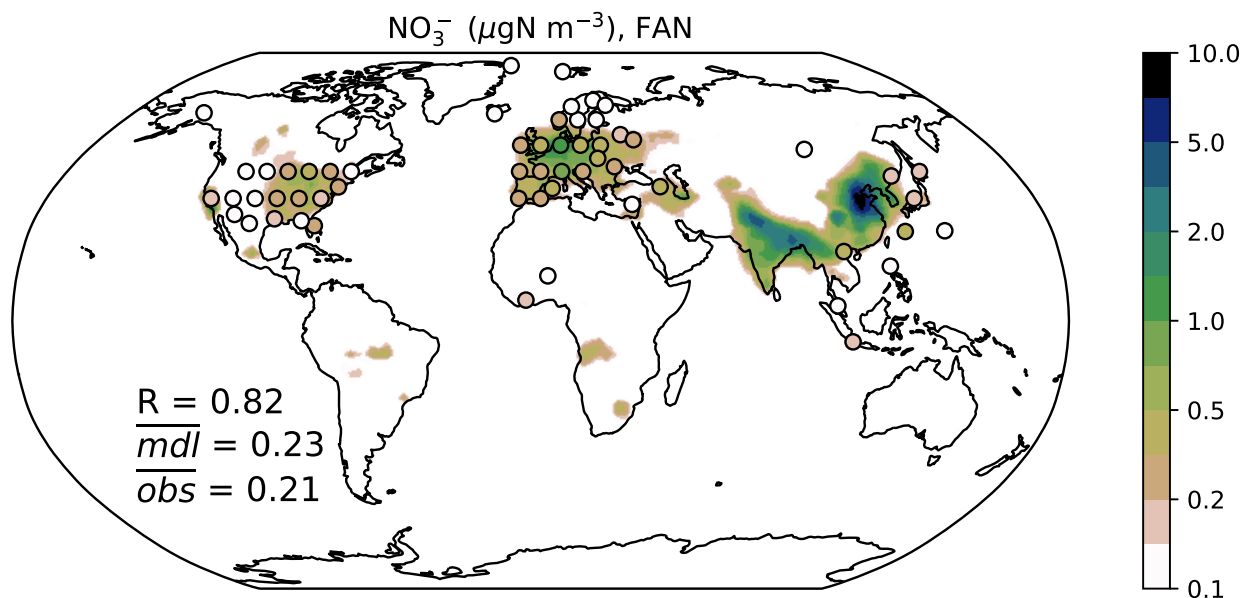 NO₃⁻ (μgN m⁻³), FAN
R = 0.82
mdl = 0.23
obs = 0.21
10.0
5.0
2.0
1.0
0.5
0.2
0.1